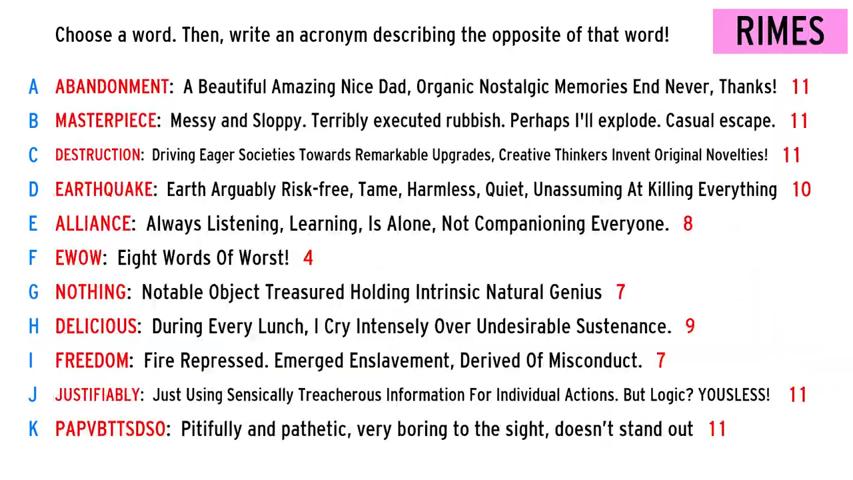 Choose a word. Then, write an acronym describing the opposite of that word!
RIMES
A ABANDONMENT: A Beautiful Amazing Nice Dad, Organic Nostalgic Memories End Never, Thanks! 11
B MASTERPIECE: Messy and Sloppy. Terribly executed rubbish. Perhaps I'll explode. Casual escape. 11
C DESTRUCTION: Driving Eager Societies Towards Remarkable Upgrades, Creative Thinkers Invent Original Novelties! 11
D EARTHQUAKE: Earth Arguably Risk-free, Tame, Harmless, Quiet, Unassuming At Killing Everything 10
E ALLIANCE: Always Listening, Learning, Is Alone, Not Companioning Everyone. 8
F EWOW: Eight Words Of Worst! 4
G NOTHING: Notable Object Treasured Holding Intrinsic Natural Genius 7
H DELICIOUS: During Every Lunch, I Cry Intensely Over Undesirable Sustenance. 9
I FREEDOM: Fire Repressed. Emerged Enslavement, Derived Of Misconduct. 7
J JUSTIFIABLY: Just Using Sensically Treacherous Information For Individual Actions. But Logic? YOUSLESS! 11
K PAPVBTTSDSO: Pitifully and pathetic, very boring to the sight, doesn't stand out 11